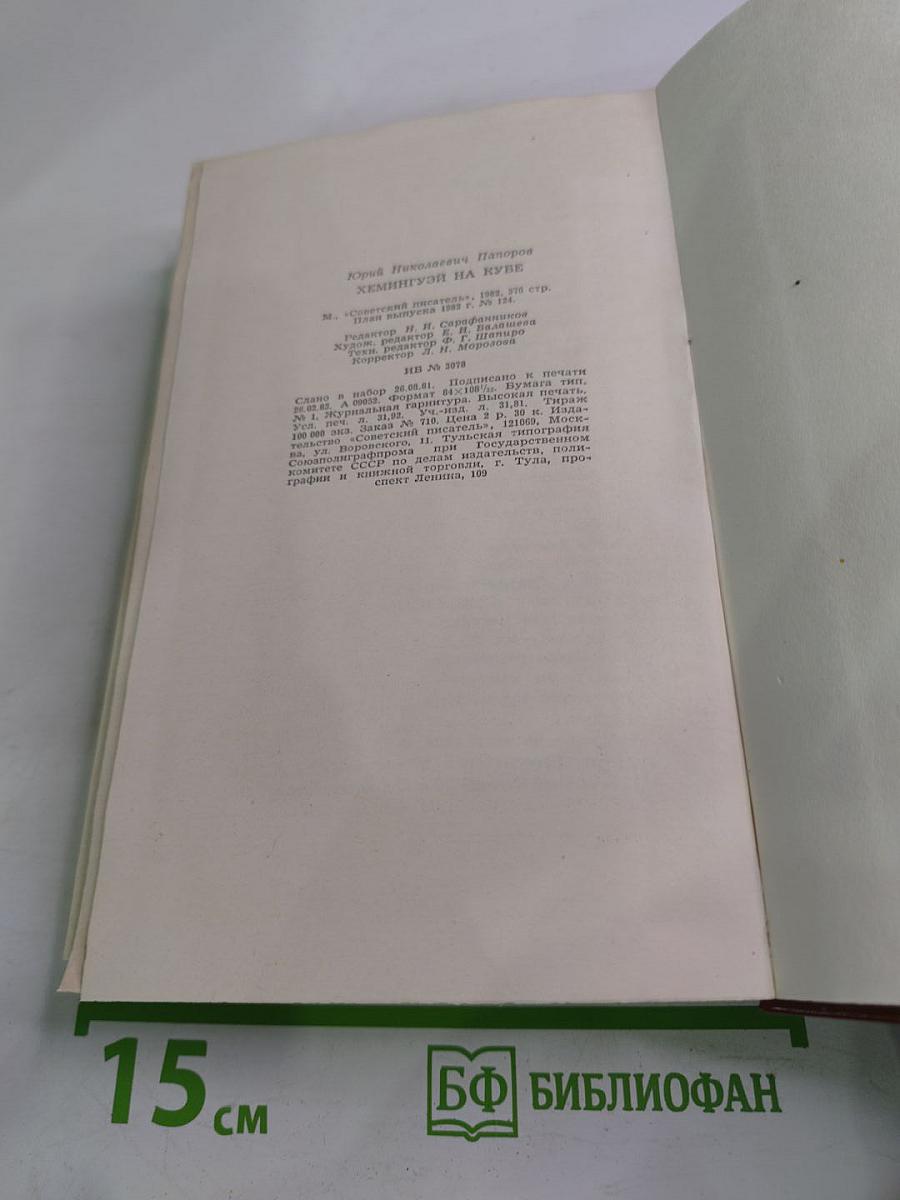 Юрий Николаевич Папоров
ХЕМИНГУЭЙ НА КУБЕ
М., «Советский писатель», 1982, 576 стр.
План выпуска 1982 г. № 124.
Редактор Н. И. Сарафанников
Худож. редактор Е. И. Балашева
Техн. редактор Ф. Г. Шапиро
Корректор Л. Н. Морозова
ИБ № 3078
Сдано в набор 26.08.81. Подписано к печати
26.02.82. А 09052. Формат 84×108¹/₃₂. Бумага тип.
№ 1. Журнальная гарнитура. Высокая печать.
Усл. печ. л. 31,92. Уч.-изд. л. 31,81. Тираж
100 000 экз. Заказ № 710. Цена 2 р. 30 к. Изда-
тельство «Советский писатель», 121069, Моск-
ва, ул. Воровского, 11. Тульская типография
Союзполиграфпрома при Государственном
комитете СССР по делам издательств, поли-
графии и книжной торговли, г. Тула, про-
спект Ленина, 109
15 см
БФ БИБЛИОФАН